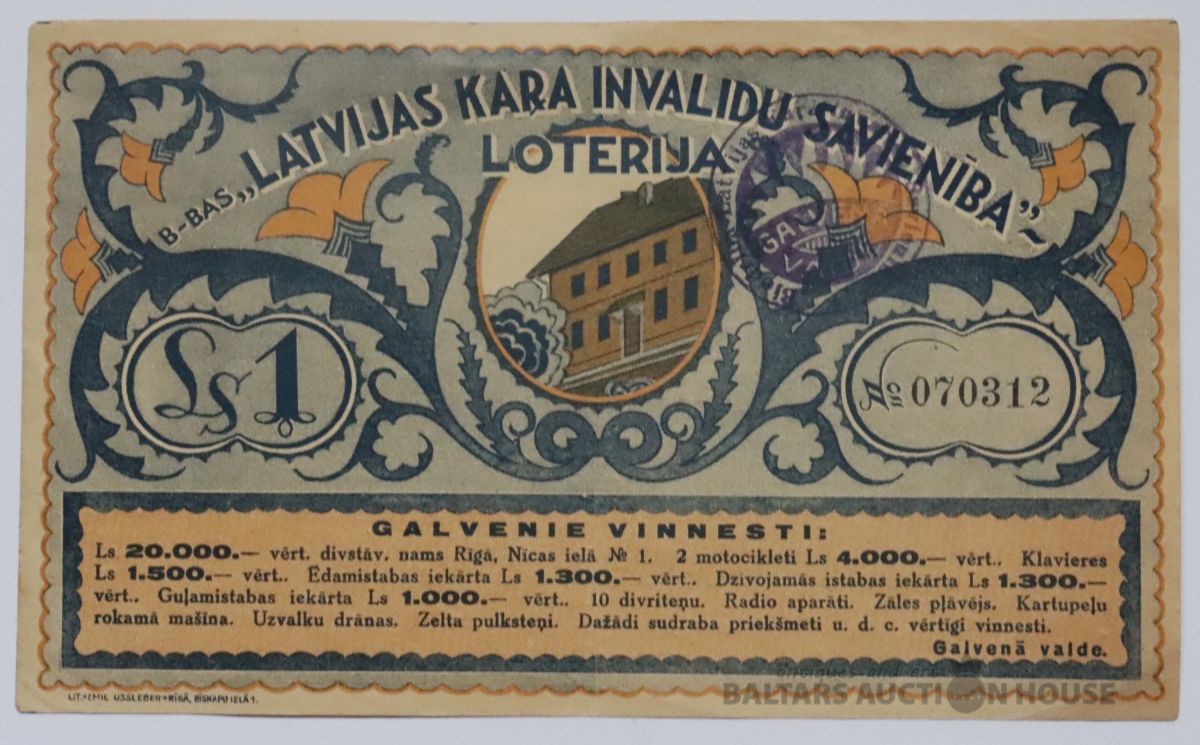 B-BAS „LATVIJAS KAŖA INVALIDU SAVIENĪBA”
LOTERIJA
Ls 1
№ 070312
GALVENIE VINNESTI:
Ls 20.000.— vērt. divstāv. nams Rīgā, Nīcas ielā № 1. 2 motocikleti Ls 4.000.— vērt.. Klavieres
Ls 1.500.— vērt.. Ēdamistabas iekārta Ls 1.300.— vērt.. Dzīvojamās istabas iekārta Ls 1.300.—
vērt.. Guļamistabas iekārta Ls 1.000.— vērt.. 10 divriteņu. Radio aparāti. Zāles pļāvējs. Kartupeļu
rokamā mašīna. Uzvalku drānas. Zelta pulksteņi. Dažādi sudraba priekšmeti u. d. c. vērtīgi vinnesti.
Galvenā valde.
LIT. EMIL USSLEBER RĪGĀ, BĪSKAPU IELĀ 1.
antiques and art
BALTARS AUCTION HOUSE